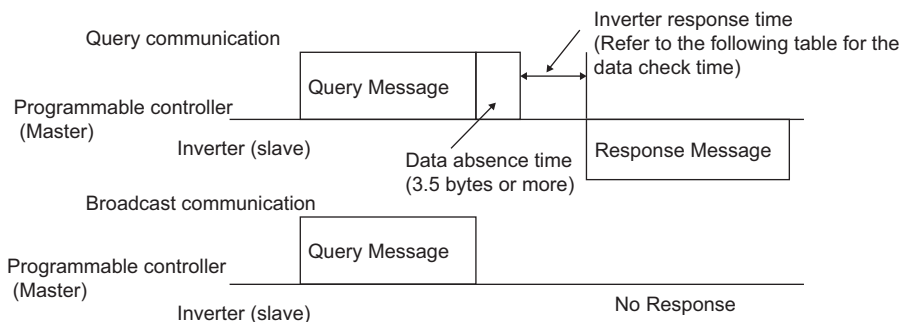 Inverter response time
(Refer to the following table for the
data check time)
Query communication
Query Message
Programmable controller
(Master)
Inverter (slave)
Data absence time
(3.5 bytes or more)
Response Message
Broadcast communication
Query Message
Programmable controller
(Master)
Inverter (slave)
No Response